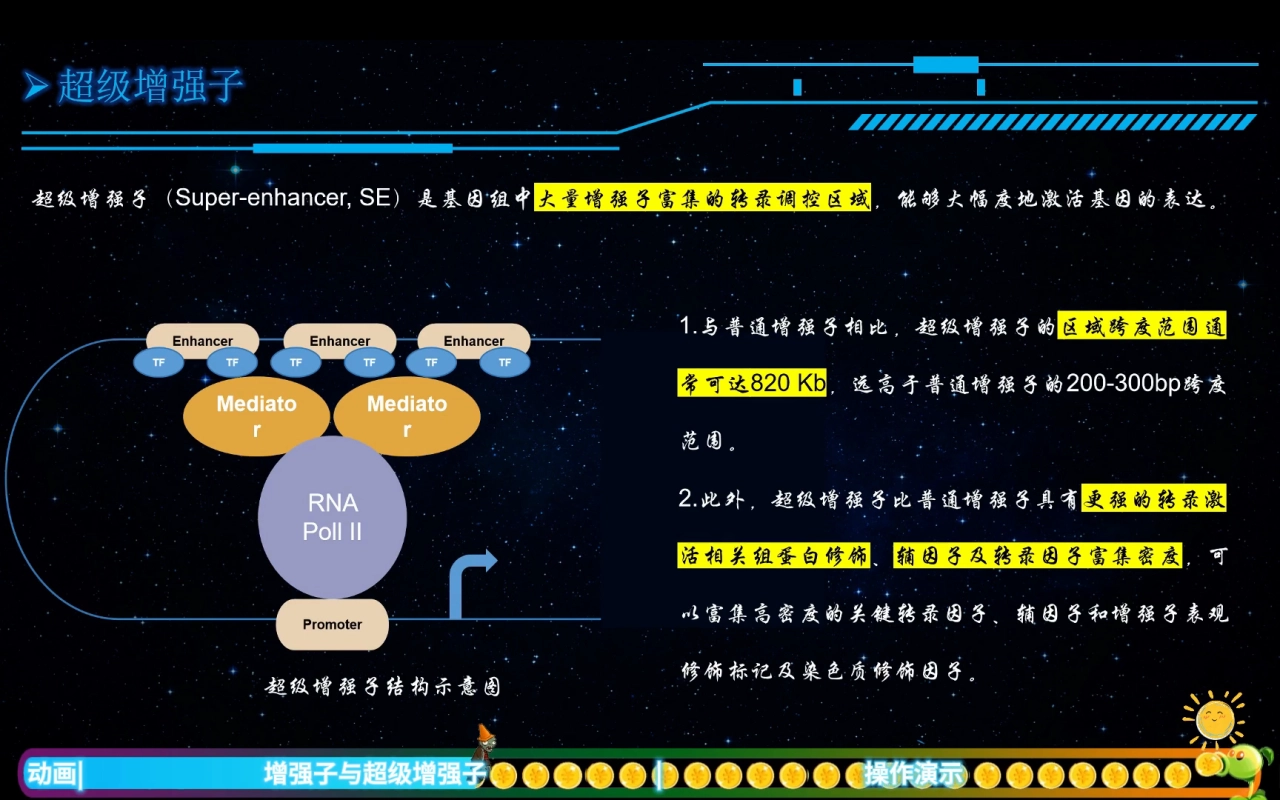 超级增强子
超级增强子（Super-enhancer, SE）是基因组中大量增强子富集的转录调控区域，能够大幅度地激活基因的表达。
Enhancer Enhancer Enhancer
TF TF TF TF TF TF
Mediato Mediato
r r
RNA
Poll II
Promoter
超级增强子结构示意图
1.与普通增强子相比，超级增强子的区域跨度范围通
常可达820 Kb，远高于普通增强子的200-300bp跨度
范围。
2.此外，超级增强子比普通增强子具有更强的转录激
活相关组蛋白修饰、辅因子及转录因子富集密度，可
以富集高密度的关键转录因子、辅因子和增强子表观
修饰标记及染色质修饰因子。
动画| 增强子与超级增强子 | 操作演示